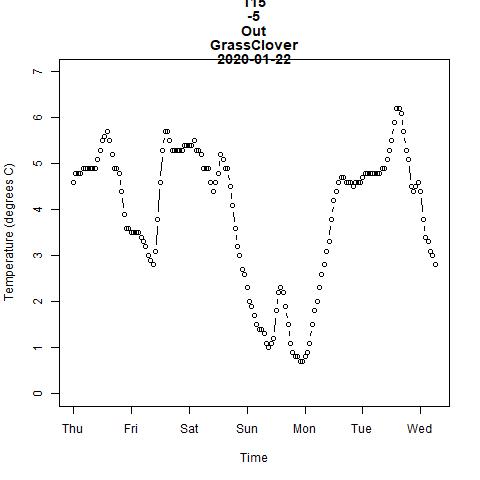 T15
-5
Out
GrassClover
2020-01-22
Temperature (degrees C)
7
6
5
4
3
2
1
0
Thu Fri Sat Sun Mon Tue Wed
Time